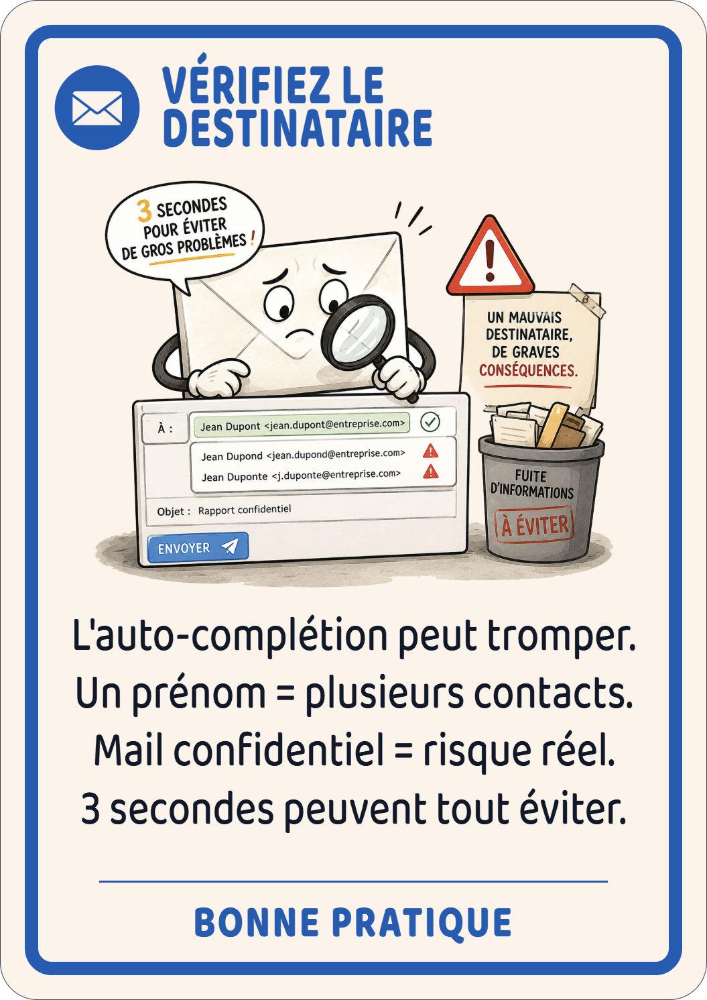 VÉRIFIEZ LE
DESTINATAIRE
3 SECONDES
POUR ÉVITER
DE GROS PROBLÈMES !
UN MAUVAIS
DESTINATAIRE,
DE GRAVES
CONSÉQUENCES.
À :
Jean Dupont <jean.dupont@entreprise.com>
Jean Dupond <jean.dupond@entreprise.com>
Jean Duponte <j.duponte@entreprise.com>
Objet : Rapport confidentiel
ENVOYER
FUITE
D'INFORMATIONS
À ÉVITER
L'auto-complétion peut tromper.
Un prénom = plusieurs contacts.
Mail confidentiel = risque réel.
3 secondes peuvent tout éviter.
BONNE PRATIQUE